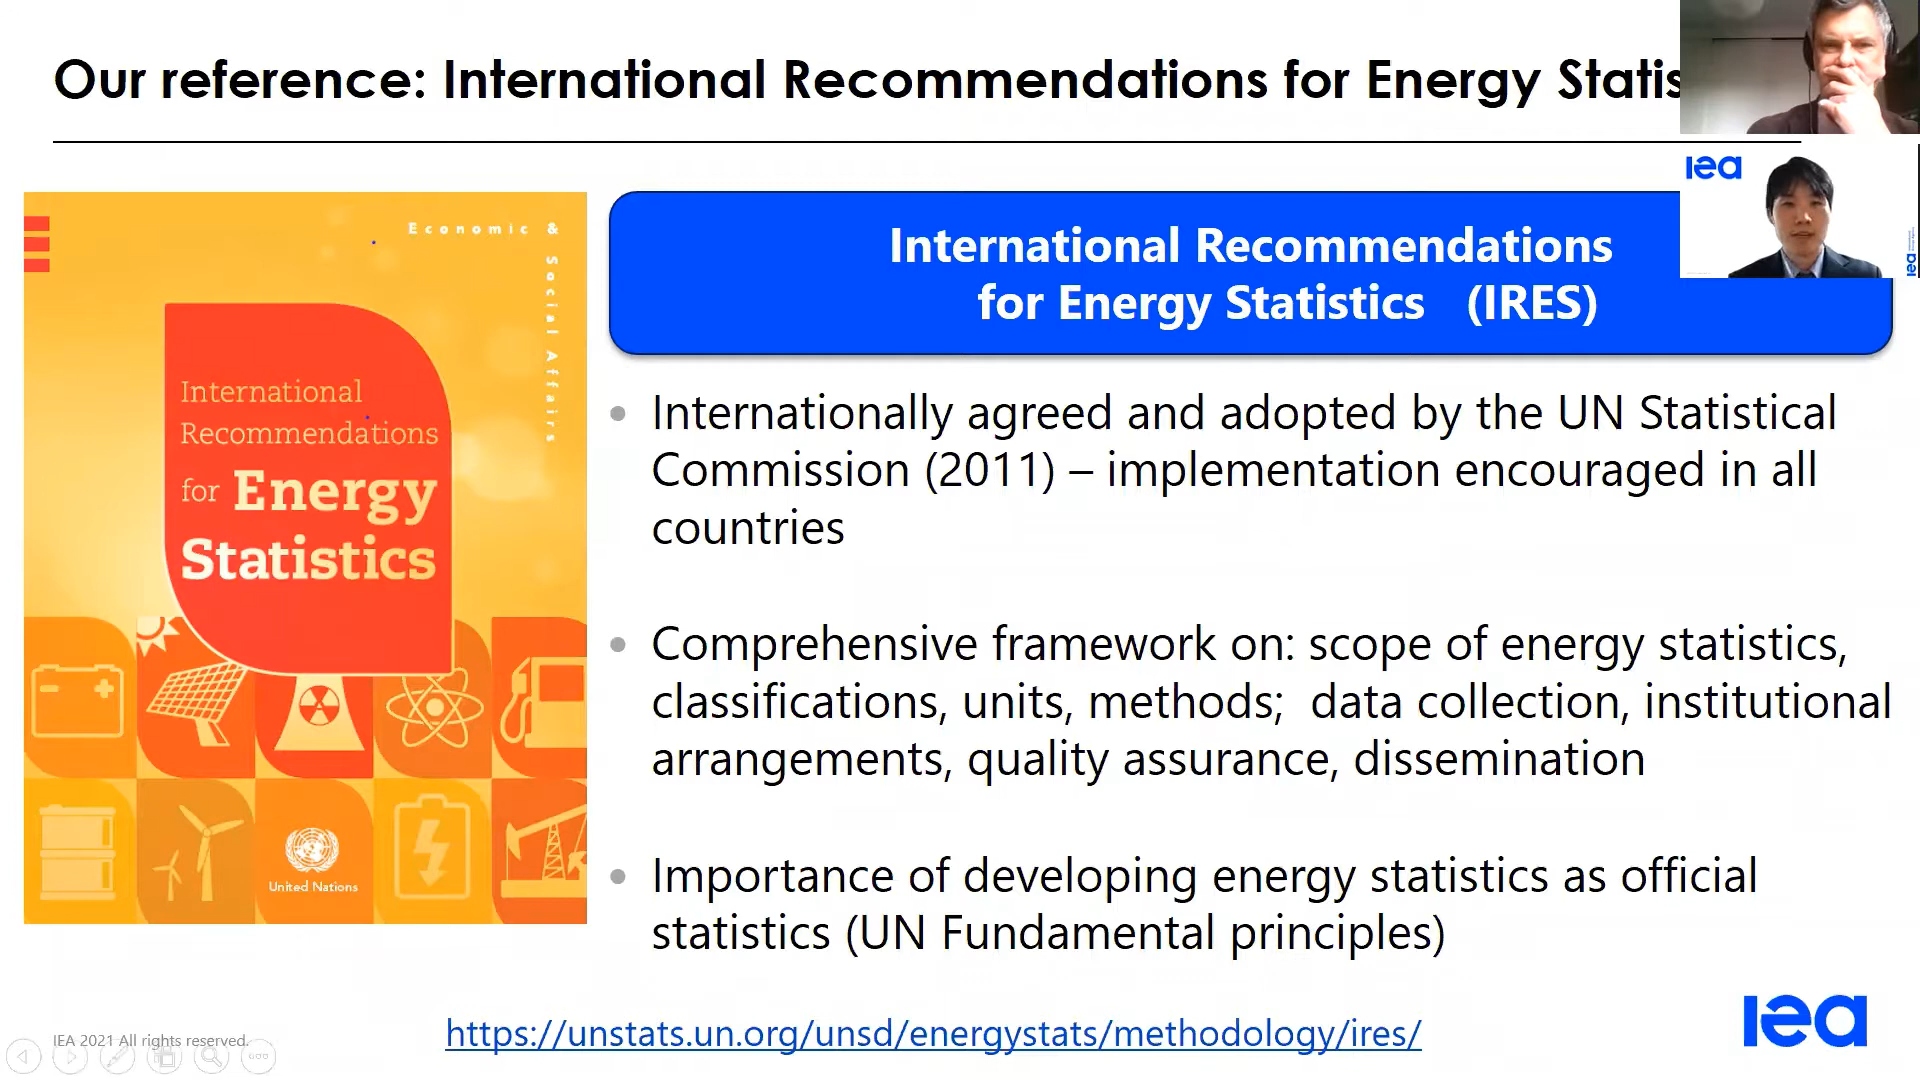 Our reference: International Recommendations for Energy Statis
iea
iea
Economic &
Social Affairs
International
Recommendations
for Energy
Statistics
United Nations
International Recommendations
for Energy Statistics (IRES)
• Internationally agreed and adopted by the UN Statistical
Commission (2011) – implementation encouraged in all
countries
• Comprehensive framework on: scope of energy statistics,
classifications, units, methods; data collection, institutional
arrangements, quality assurance, dissemination
• Importance of developing energy statistics as official
statistics (UN Fundamental principles)
https://unstats.un.org/unsd/energystats/methodology/ires/
IEA 2021 All rights reserved.
iea